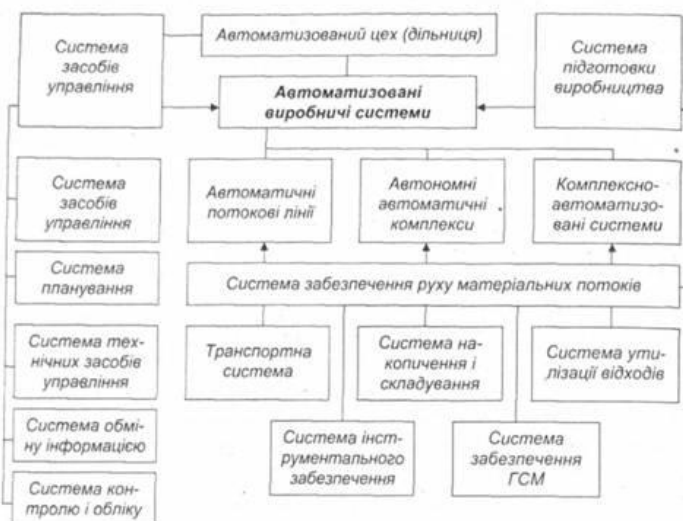 Система
засобів
управління
Автоматизований цех (дільниця)
Система
підготовки
виробництва
Автоматизовані
виробничі системи
Система
засобів
управління
Автоматичні
потокові лінії
Автономні
автоматичні
комплекси
Комплексно-
автоматизо-
вані системи
Система
планування
Система забезпечення руху матеріальних потоків
Система тех-
нічних засобів
управління
Транспортна
система
Система на-
копичення і
складування
Система ути-
лізації відходів
Система обмі-
ну інформацією
Система інст-
рументального
забезпечення
Система
забезпечення
ГСМ
Система кон-
тролю і обліку